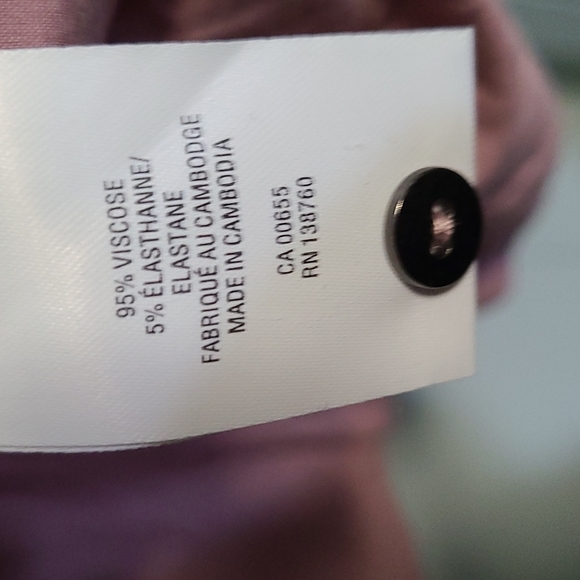 95% VISCOSE
5% ÉLASTHANNE/
ELASTANE
FABRIQUÉ AU CAMBODGE
MADE IN CAMBODIA
CA 00655
RN 138760